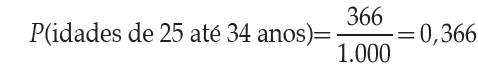 P(idades de 25 até 34 anos)= 366/1.000 = 0,366